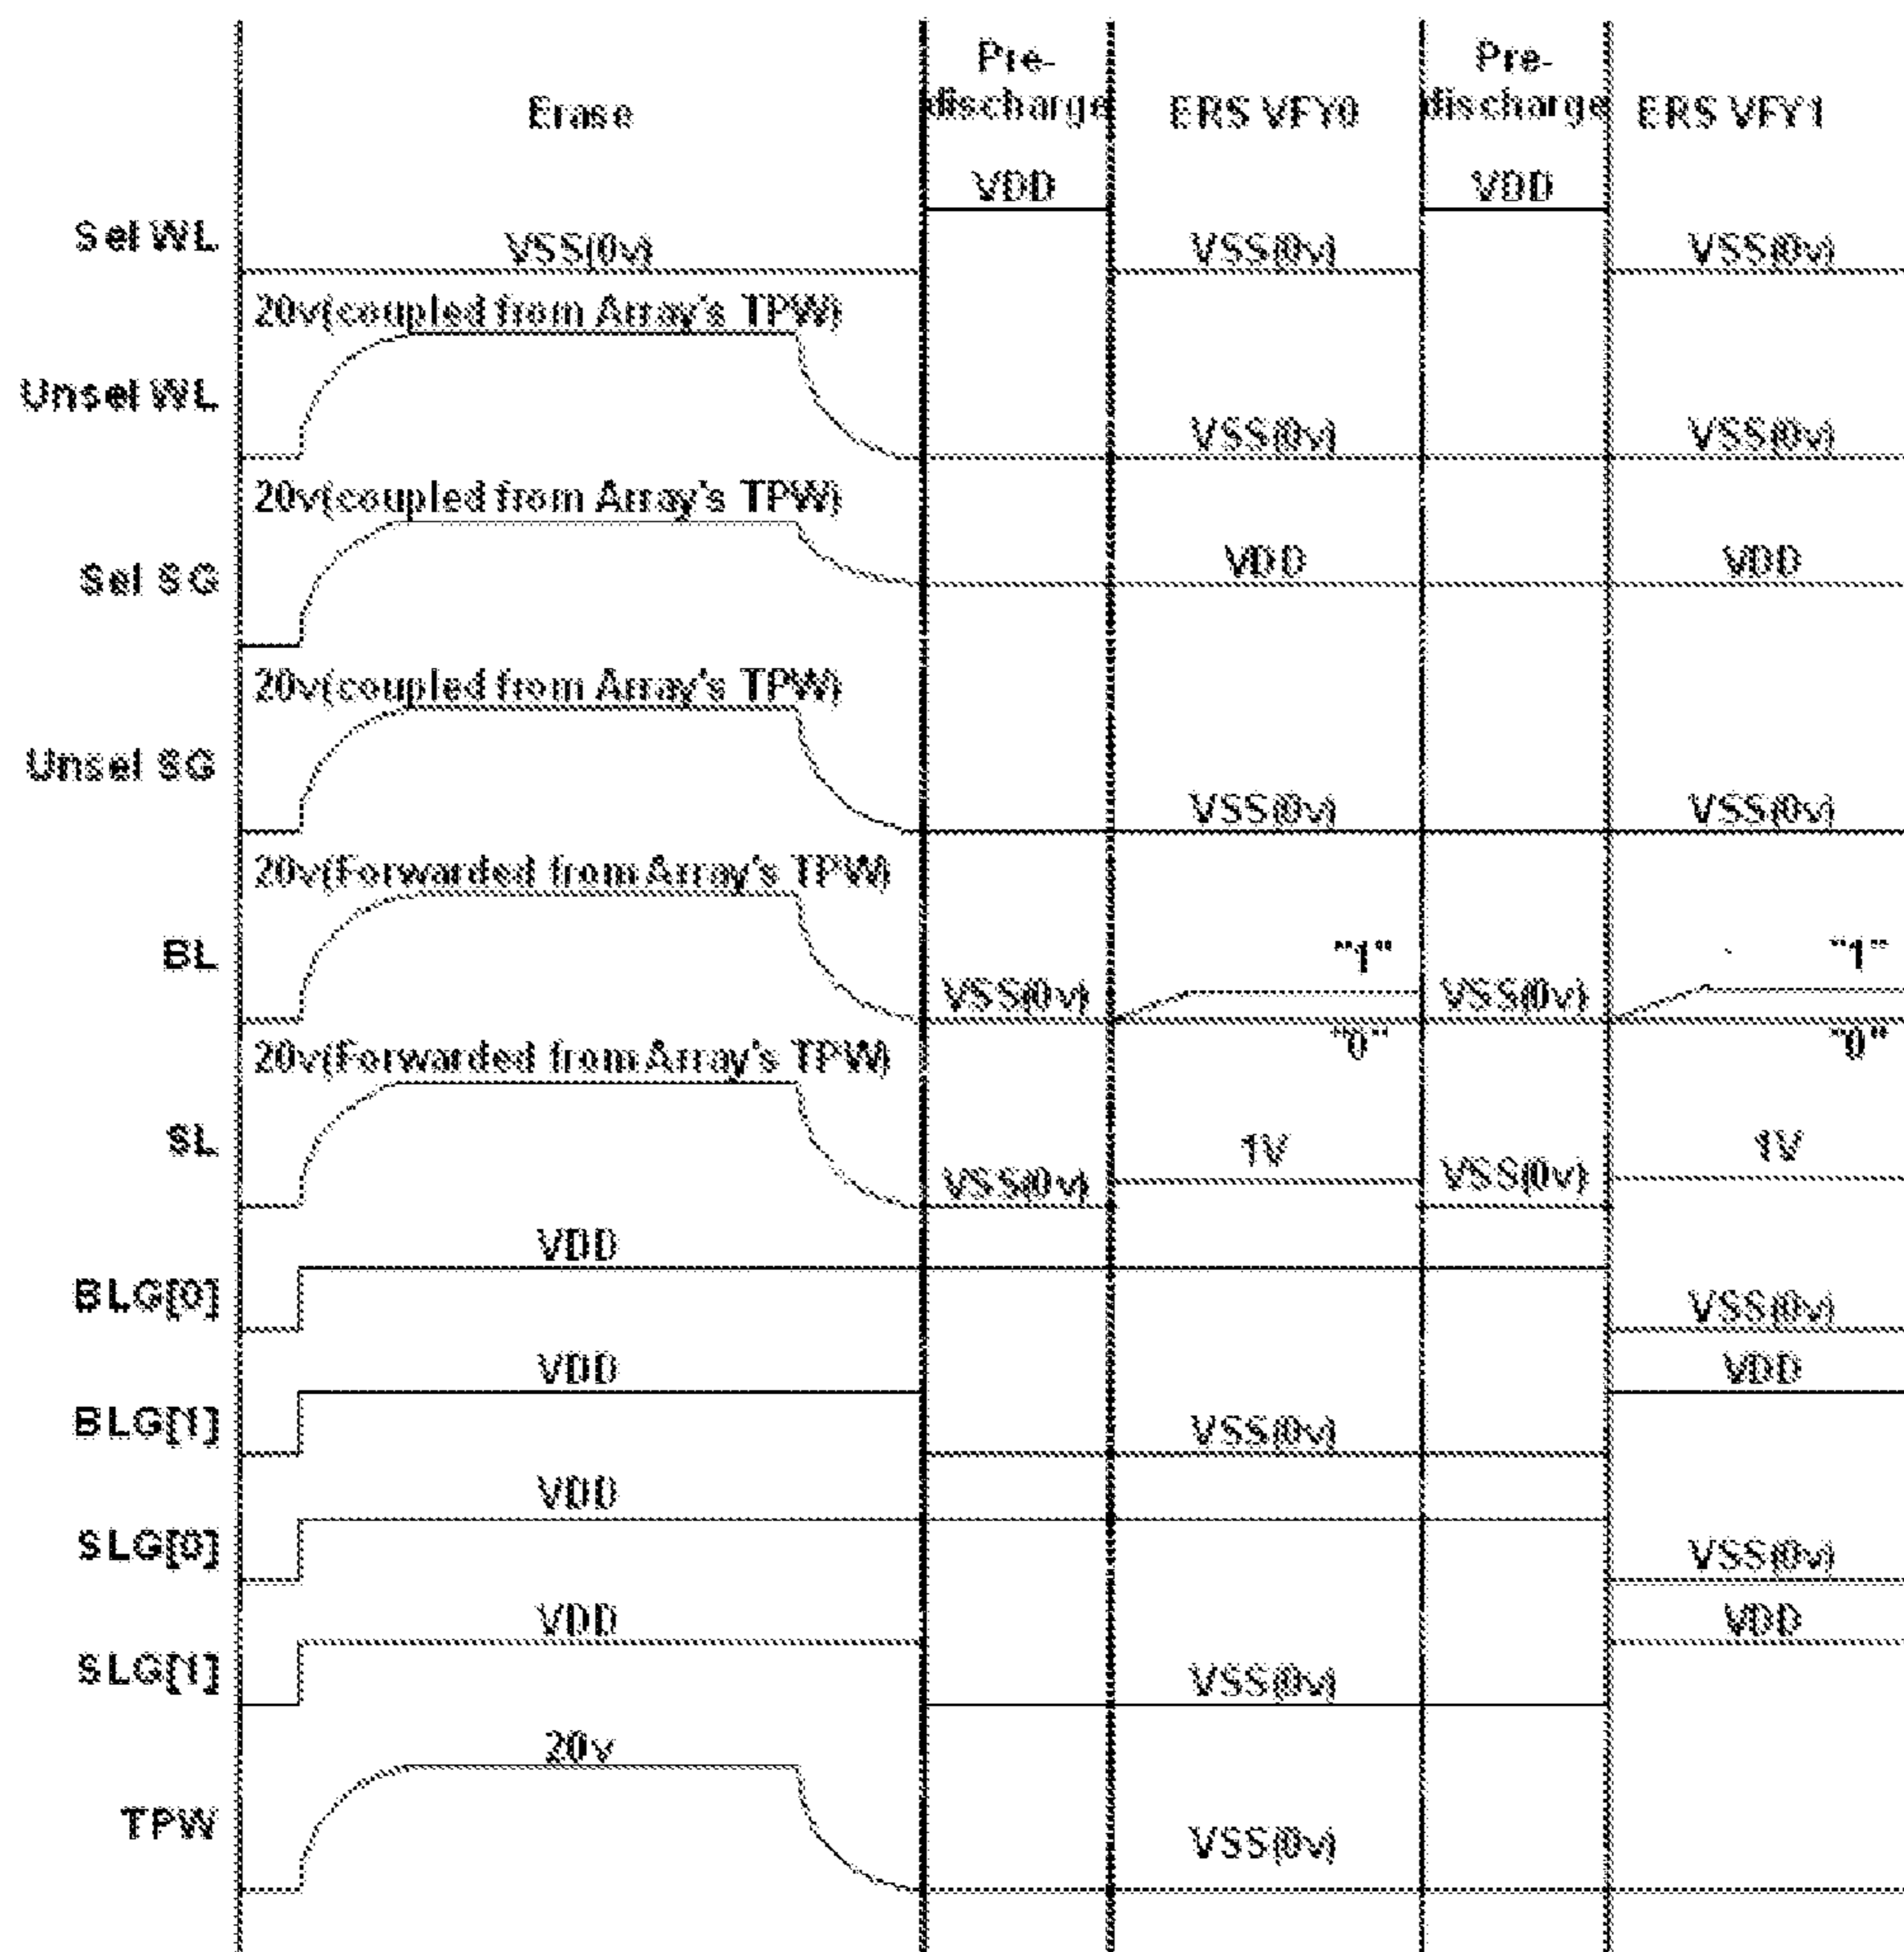 Pre-
discharge
Pre-
discharge
Erase
ERS VFY0
ERS VFY1
VDD
VDD
Sel WL
VSS(0v)
VSS(0v)
VSS(0v)
20v(coupled from Array's TPW)
Unsel WL
VSS(0v)
VSS(0v)
20v(coupled from Array's TPW)
Sel SG
VDD
VDD
20v(coupled from Array's TPW)
Unsel SG
VSS(0v)
VSS(0v)
20v(Forwarded from Array's TPW)
BL
"1"
"1"
VSS(0v)
VSS(0v)
"0"
"0"
20v(Forwarded from Array's TPW)
SL
1V
1V
VSS(0v)
VSS(0v)
VDD
BLG[0]
VSS(0v)
VDD
VDD
BLG[1]
VSS(0v)
VDD
SLG[0]
VSS(0v)
VDD
VDD
SLG[1]
VSS(0v)
20v
TPW
VSS(0v)